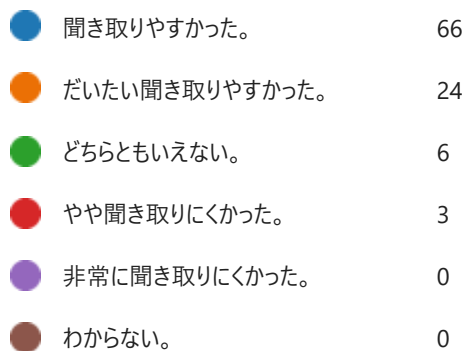 聞き取りやすかった。 66
だいたい聞き取りやすかった。 24
どちらともいえない。 6
やや聞き取りにくかった。 3
非常に聞き取りにくかった。 0
わからない。 0